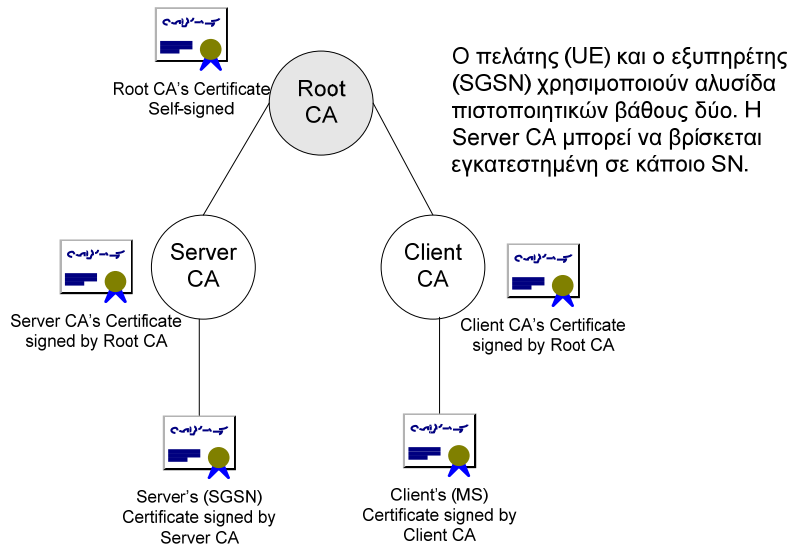 Root CA's Certificate
Self-signed
Root
CA
Ο πελάτης (UE) και ο εξυπηρέτης
(SGSN) χρησιμοποιούν αλυσίδα
πιστοποιητικών βάθους δύο. Η
Server CA μπορεί να βρίσκεται
εγκατεστημένη σε κάποιο SN.
Server
CA
Client
CA
Server CA's Certificate
signed by Root CA
Client CA's Certificate
signed by Root CA
Server's (SGSN)
Certificate signed by
Server CA
Client's (MS)
Certificate signed by
Client CA